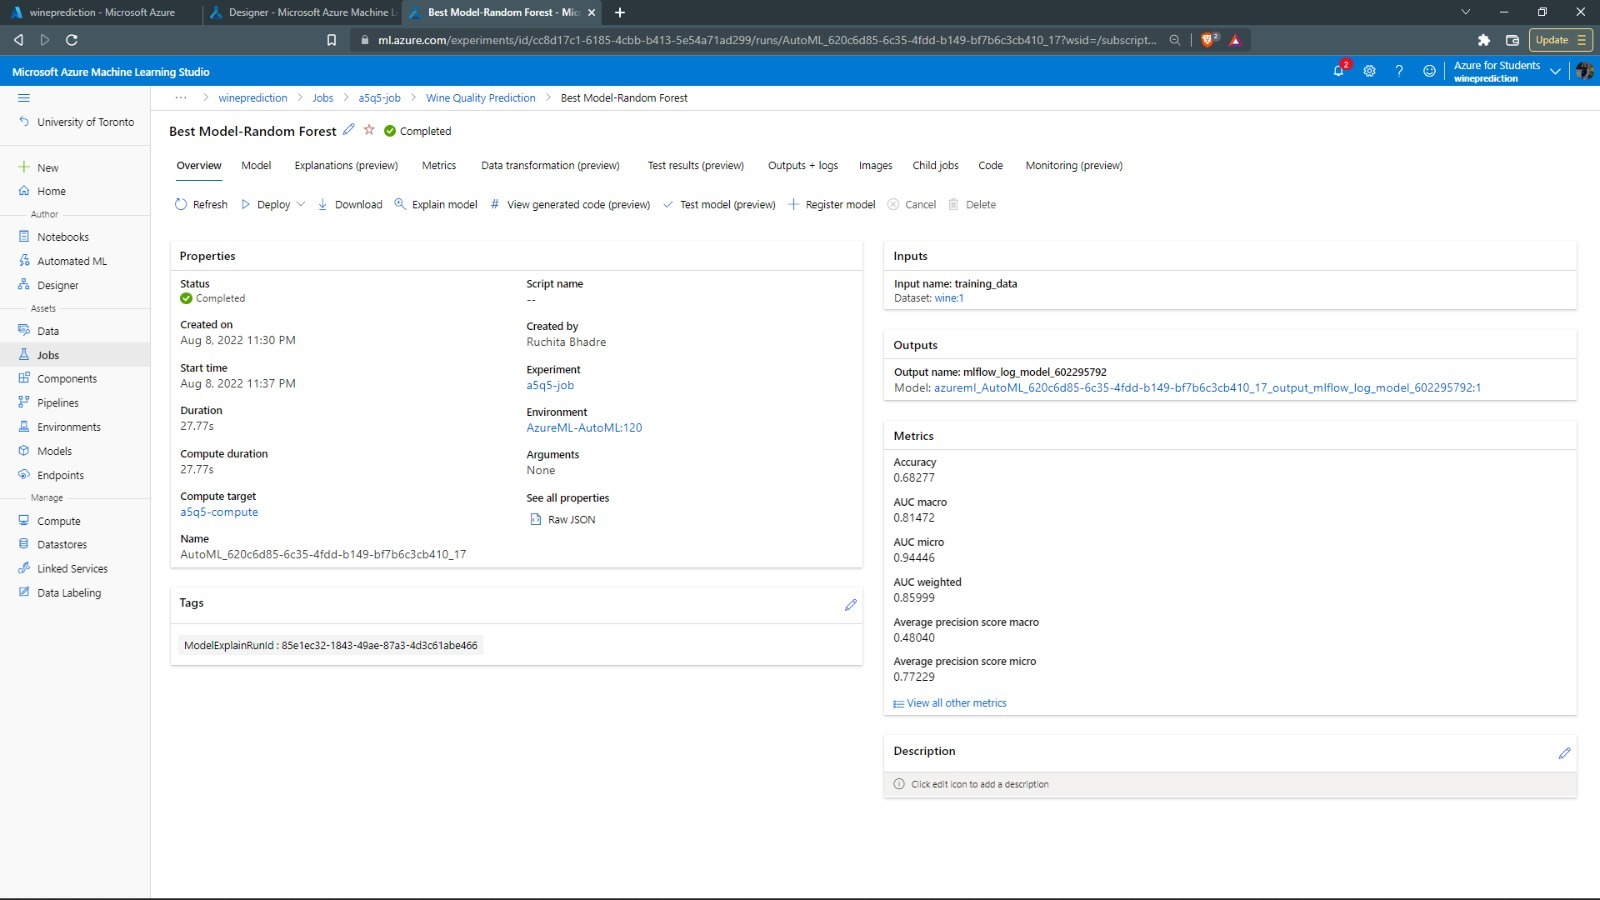 wineprediction - Microsoft Azure
Designer - Microsoft Azure Machine L
Best Model-Random Forest - Mic
ml.azure.com/experiments/id/cc8d17c1-6185-4cbb-b413-5e54a71ad299/runs/AutoML_620c6d85-6c35-4fdd-b149-bf7b6c3cb410_17?wsid=/subscript...
2
Update
Microsoft Azure Machine Learning Studio
2
Azure for Students
wineprediction
University of Toronto
New
Home
Author
Notebooks
Automated ML
Designer
Assets
Data
Jobs
Components
Pipelines
Environments
Models
Endpoints
Manage
Compute
Datastores
Linked Services
Data Labeling
... > wineprediction > Jobs > a5q5-job > Wine Quality Prediction > Best Model-Random Forest
Best Model-Random Forest Completed
Overview Model Explanations (preview) Metrics Data transformation (preview) Test results (preview) Outputs + logs Images Child jobs Code Monitoring (preview)
Refresh Deploy Download Explain model # View generated code (preview) Test model (preview) Register model Cancel Delete
Properties
Status
Completed
Created on
Aug 8, 2022 11:30 PM
Start time
Aug 8, 2022 11:37 PM
Duration
27.77s
Compute duration
27.77s
Compute target
a5q5-compute
Name
AutoML_620c6d85-6c35-4fdd-b149-bf7b6c3cb410_17
Script name
--
Created by
Ruchita Bhadre
Experiment
a5q5-job
Environment
AzureML-AutoML:120
Arguments
None
See all properties
Raw JSON
Tags
ModelExplainRunId : 85e1ec32-1843-49ae-87a3-4d3c61abe466
Inputs
Input name: training_data
Dataset: wine:1
Outputs
Output name: mlflow_log_model_602295792
Model: azureml_AutoML_620c6d85-6c35-4fdd-b149-bf7b6c3cb410_17_output_mlflow_log_model_602295792:1
Metrics
Accuracy
0.68277
AUC macro
0.81472
AUC micro
0.94446
AUC weighted
0.85999
Average precision score macro
0.48040
Average precision score micro
0.77229
View all other metrics
Description
Click edit icon to add a description